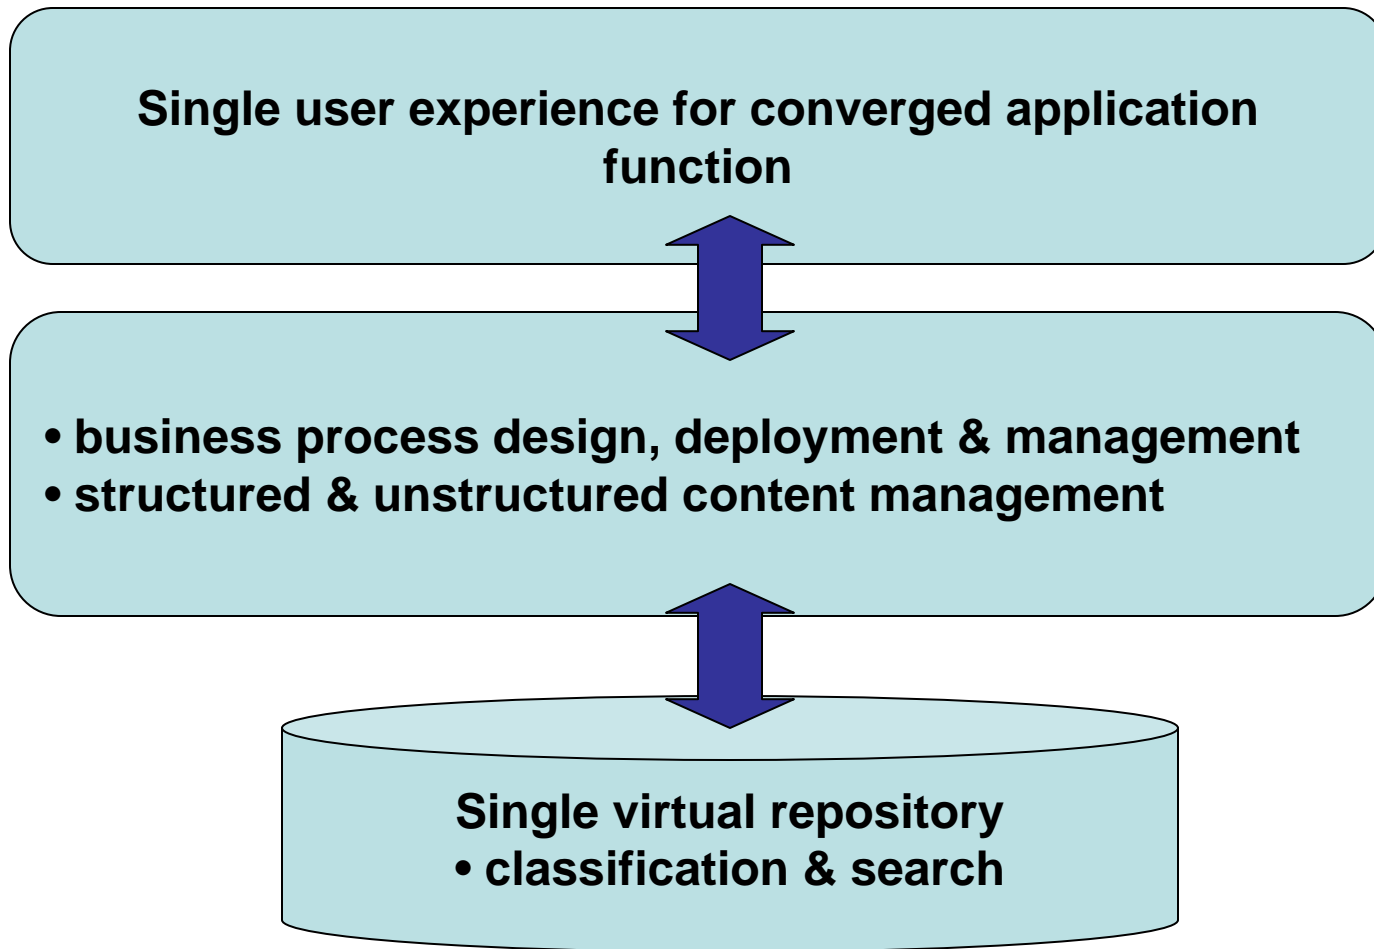 Single user experience for converged application
function
• business process design, deployment & management
• structured & unstructured content management
Single virtual repository
• classification & search